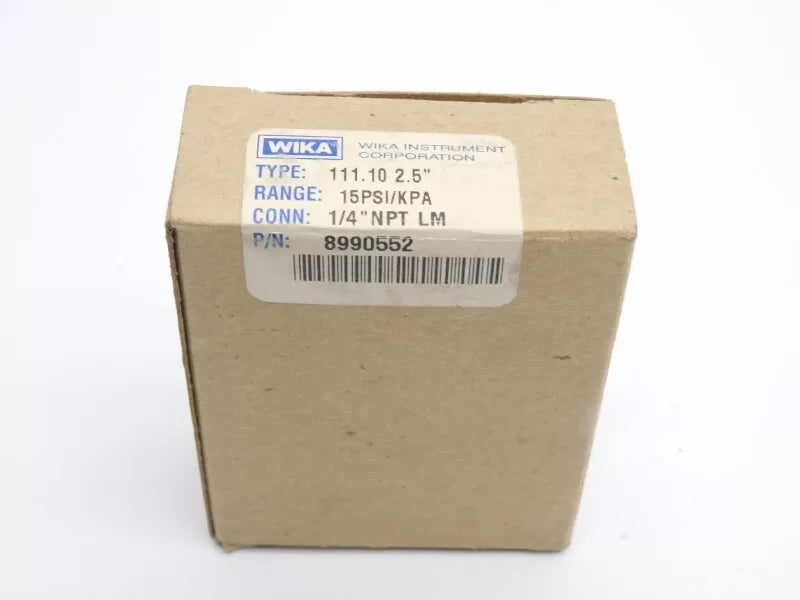 WIKA WIKA INSTRUMENT
CORPORATION
TYPE: 111.10 2.5"
RANGE: 15PSI/KPA
CONN: 1/4"NPT LM
P/N: 8990552